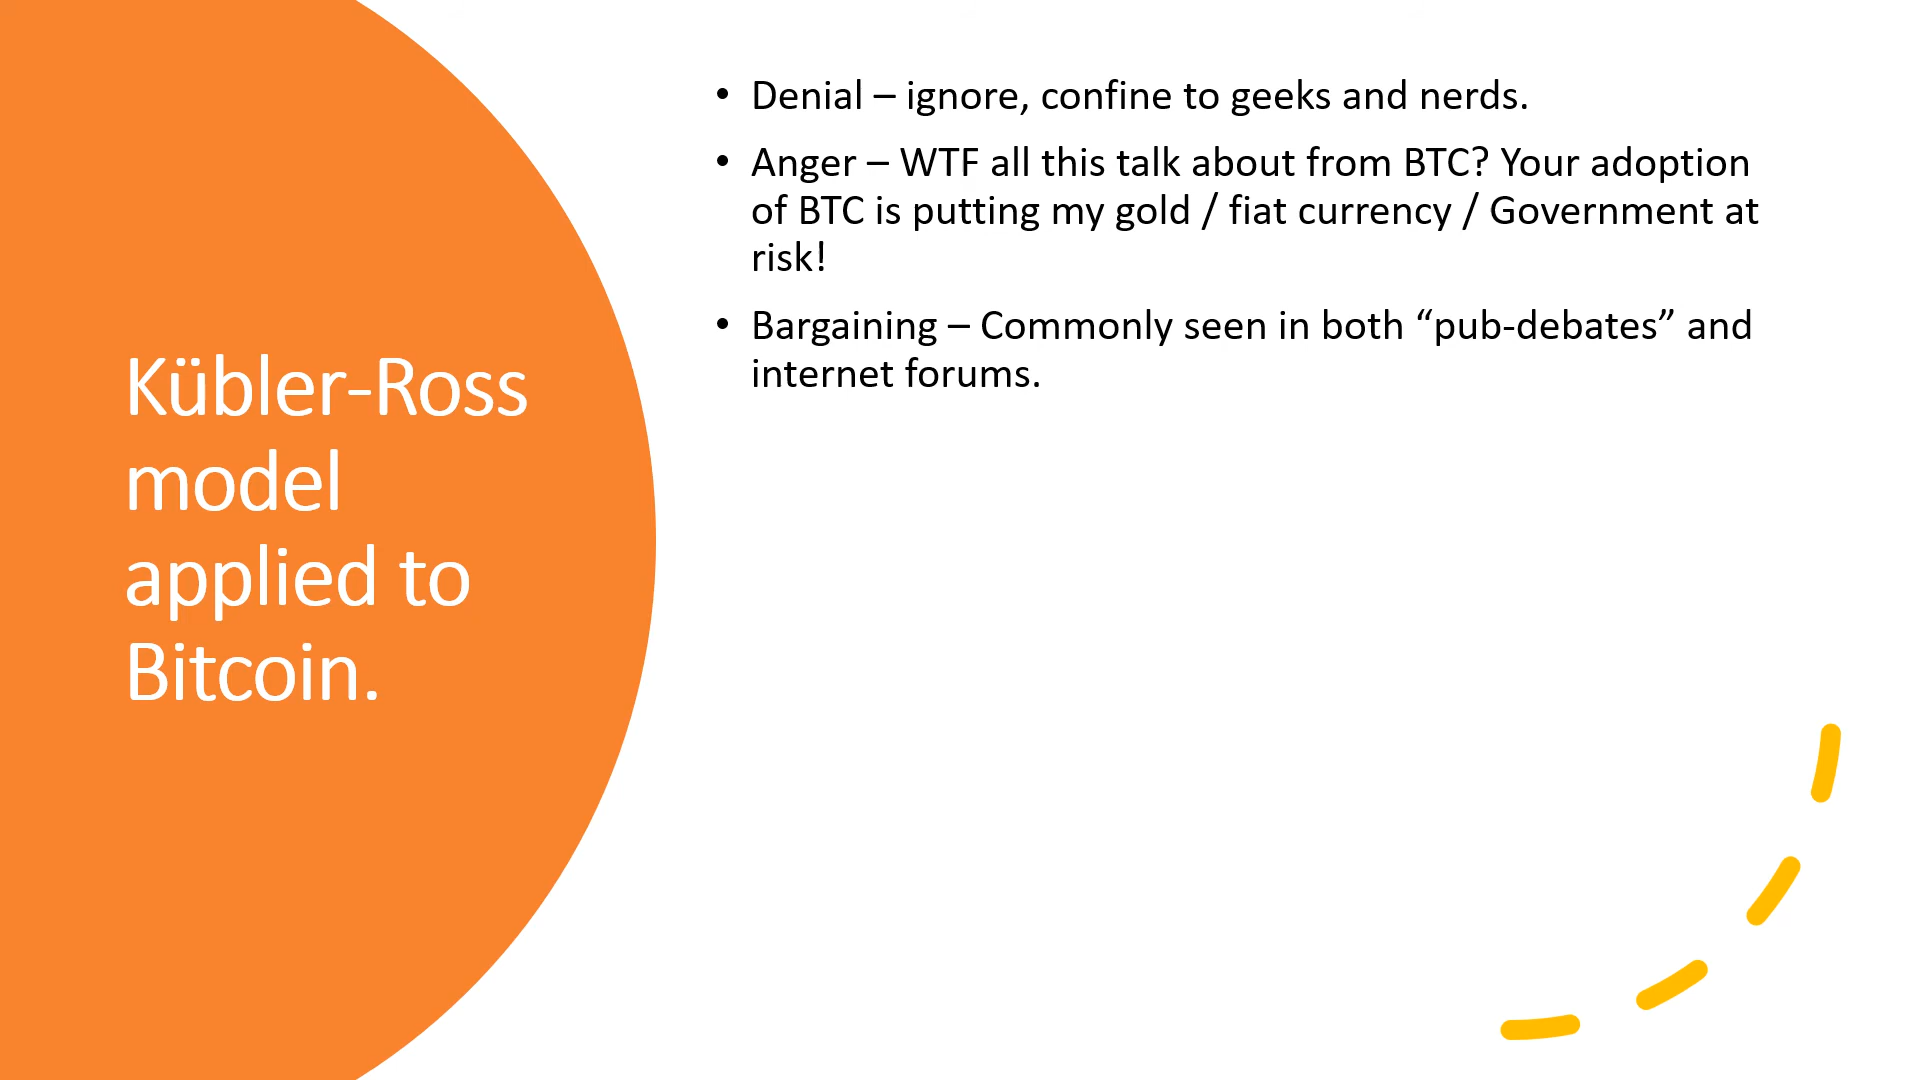 Kübler-Ross
model
applied to
Bitcoin.
• Denial – ignore, confine to geeks and nerds.
• Anger – WTF all this talk about from BTC? Your adoption
of BTC is putting my gold / fiat currency / Government at
risk!
• Bargaining – Commonly seen in both “pub-debates” and
internet forums.